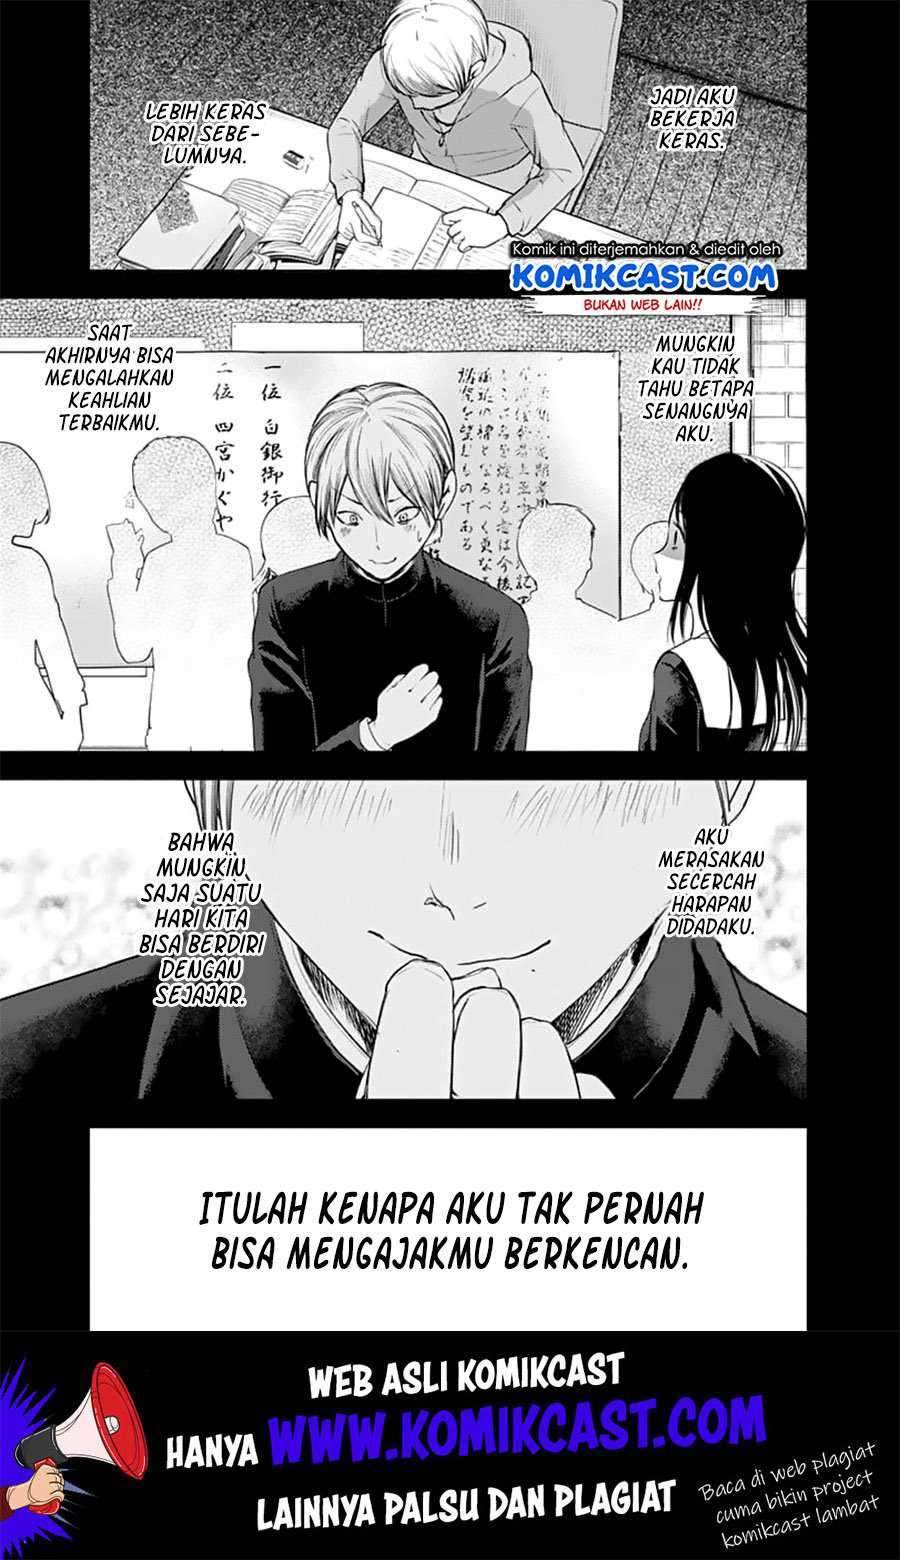 JADI AKU
BEKERJA
KERAS.
LEBIH KERAS
DARI SEBE-
LUMNYA.
Komik ini diterjemahkan & diedit oleh
KOMIKCAST.COM
BUKAN WEB LAIN!!
MUNGKIN
KAU TIDAK
TAHU BETAPA
SENANGNYA
AKU.
SAAT
AKHIRNYA BISA
MENGALAHKAN
KEAHLIAN
TERBAIKMU.
一位 白銀御行
二位 四宮かぐや
AKU
MERASAKAN
SECERCAH
HARAPAN
DIDADAKU.
BAHWA
MUNGKIN
SAJA SUATU
HARI KITA
BISA BERDIRI
DENGAN
SEJAJAR.
ITULAH KENAPA AKU TAK PERNAH
BISA MENGAJAKMU BERKENCAN.
WEB ASLI KOMIKCAST
HANYA WWW.KOMIKCAST.COM
LAINNYA PALSU DAN PLAGIAT
Baca di web plagiat
cuma bikin project
komikcast lambat